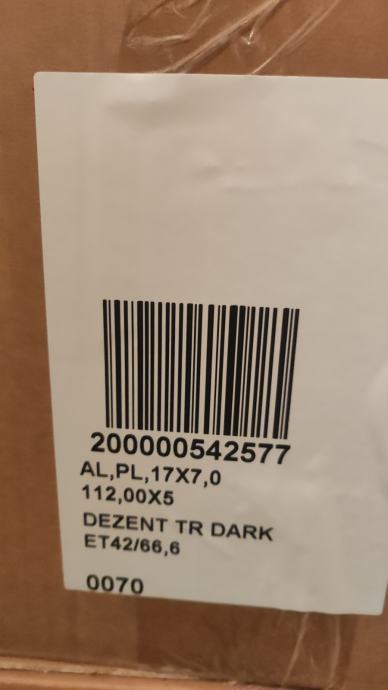 200000542577
AL,PL,17X7,0
112,00X5
DEZENT TR DARK
ET42/66,6
0070